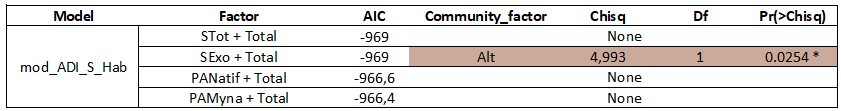 Model Factor AIC Community_factor Chisq Df Pr(>Chisq)
mod_ADI_S_Hab
STot + Total -969 None
SExo + Total -969 Alt 4,993 1 0.0254 *
PANatif + Total -966,6 None
PAMyna + Total -966,4 None